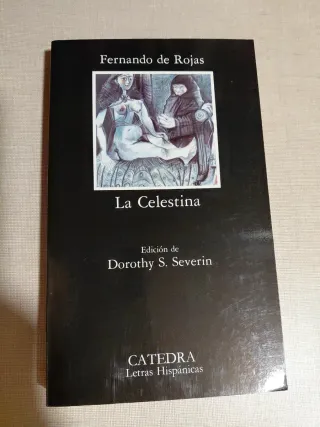 Fernando de Rojas
La Celestina
Edición de
Dorothy S. Severin
CATEDRA
Letras Hispánicas